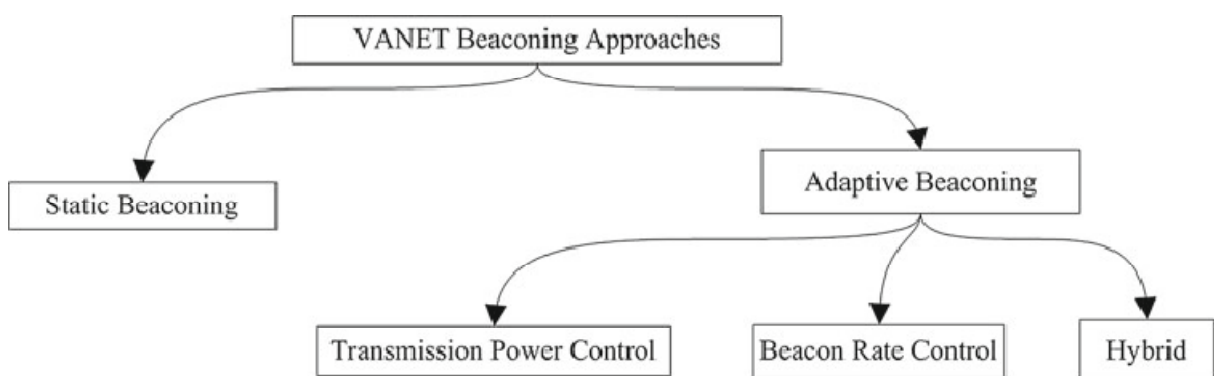 VANET Beaconing Approaches
Static Beaconing
Adaptive Beaconing
Transmission Power Control
Beacon Rate Control
Hybrid